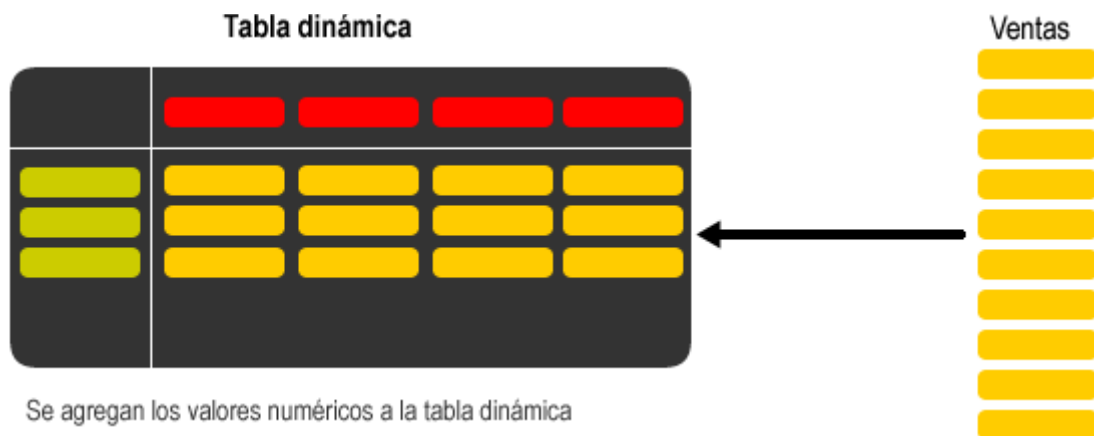 Tabla dinámica
Ventas
Se agregan los valores numéricos a la tabla dinámica